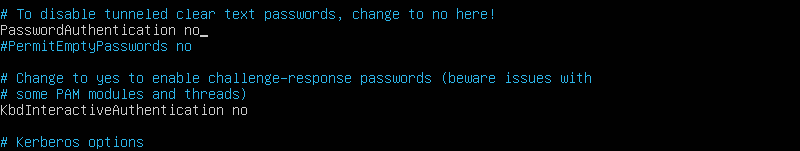 # To disable tunneled clear text passwords, change to no here!
PasswordAuthentication no
#PermitEmptyPasswords no
# Change to yes to enable challenge-response passwords (beware issues with
# some PAM modules and threads)
KbdInteractiveAuthentication no
# Kerberos options